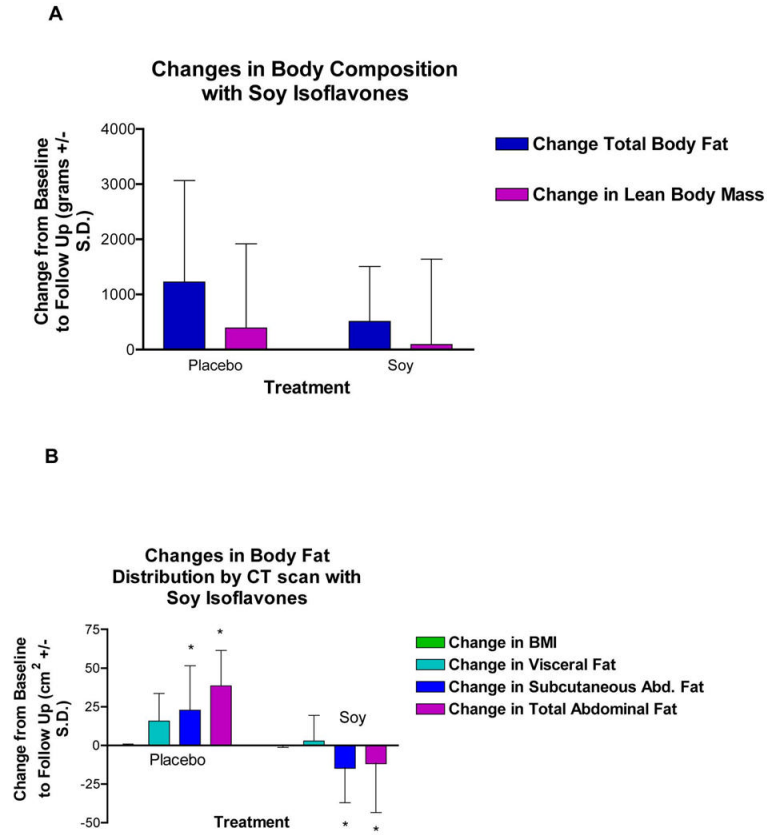 A
Changes in Body Composition
with Soy Isoflavones
Change from Baseline
to Follow Up (grams +/-
S.D.)
4000
3000
2000
1000
0
Placebo
Soy
Treatment
Change Total Body Fat
Change in Lean Body Mass
B
Changes in Body Fat
Distribution by CT scan with
Soy Isoflavones
Change from Baseline
to Follow Up (cm² +/-
S.D.)
75
50
25
0
-25
-50
*
*
Placebo
Soy
*
*
Treatment
Change in BMI
Change in Visceral Fat
Change in Subcutaneous Abd. Fat
Change in Total Abdominal Fat